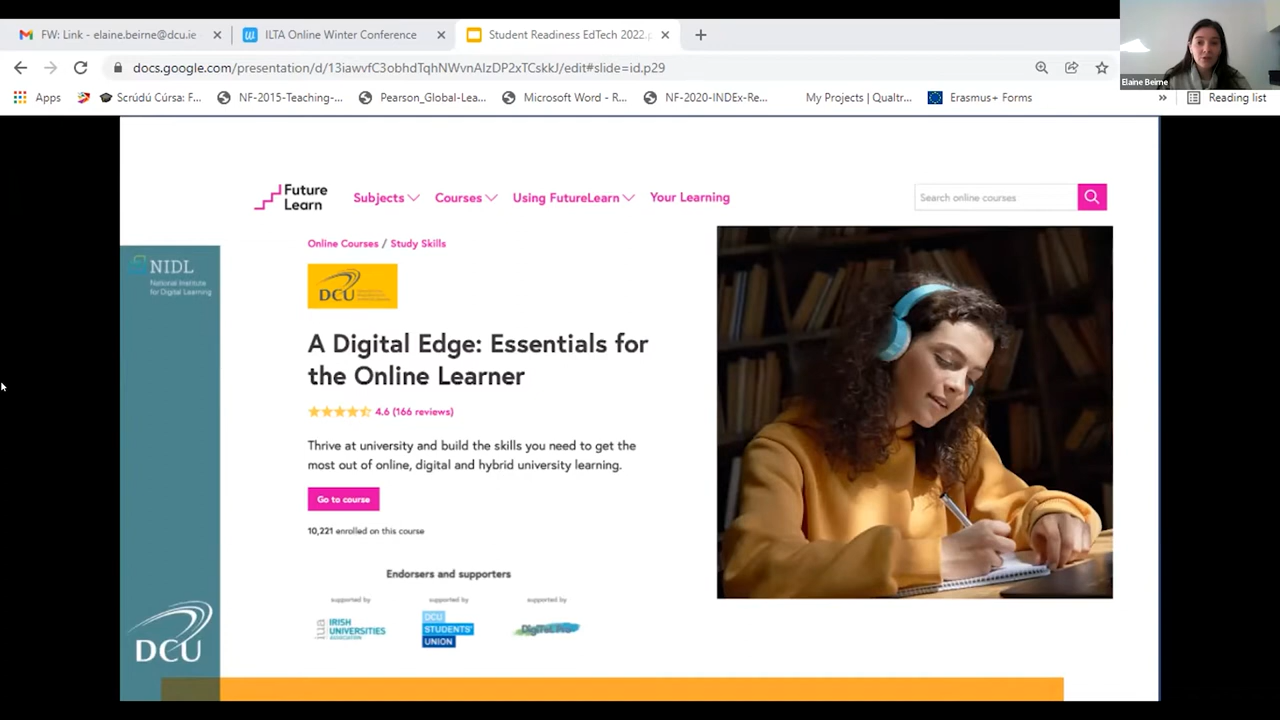 FW: Link - elaine.beirne@dcu.ie
ILTA Online Winter Conference
Student Readiness EdTech 2022.p
docs.google.com/presentation/d/13iawvfC3obhdTqhNWvnAIzDP2xTCskkJ/edit#slide=id.p29
Elaine Beirne
Apps
Scrúdú Cúrsa: F...
NF-2015-Teaching-...
Pearson_Global-Lea...
Microsoft Word - R...
NF-2020-INDEx-Re...
My Projects | Qualtr...
Erasmus+ Forms
»
Reading list
Future
Learn
Subjects
Courses
Using FutureLearn
Your Learning
Search online courses
NIDL
National Institute
for Digital Learning
Online Courses / Study Skills
DCU
A Digital Edge: Essentials for
the Online Learner
4.6 (166 reviews)
Thrive at university and build the skills you need to get the
most out of online, digital and hybrid university learning.
Go to course
10,221 enrolled on this course
Endorsers and supporters
supported by
supported by
supported by
iua IRISH
UNIVERSITIES
ASSOCIATION
DCU
STUDENTS'
UNION
DigiTeL Pro
DCU